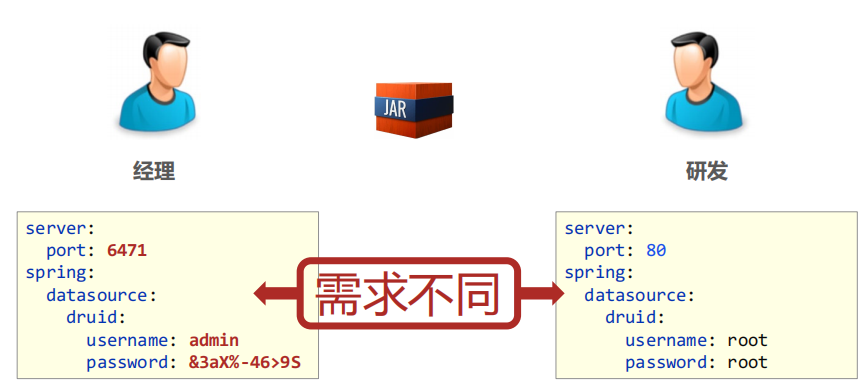 JAR
经理
研发
server:
  port: 6471
spring:
  datasource:
    druid:
      username: admin
      password: &3aX%-46>9S
需求不同
server:
  port: 80
spring:
  datasource:
    druid:
      username: root
      password: root